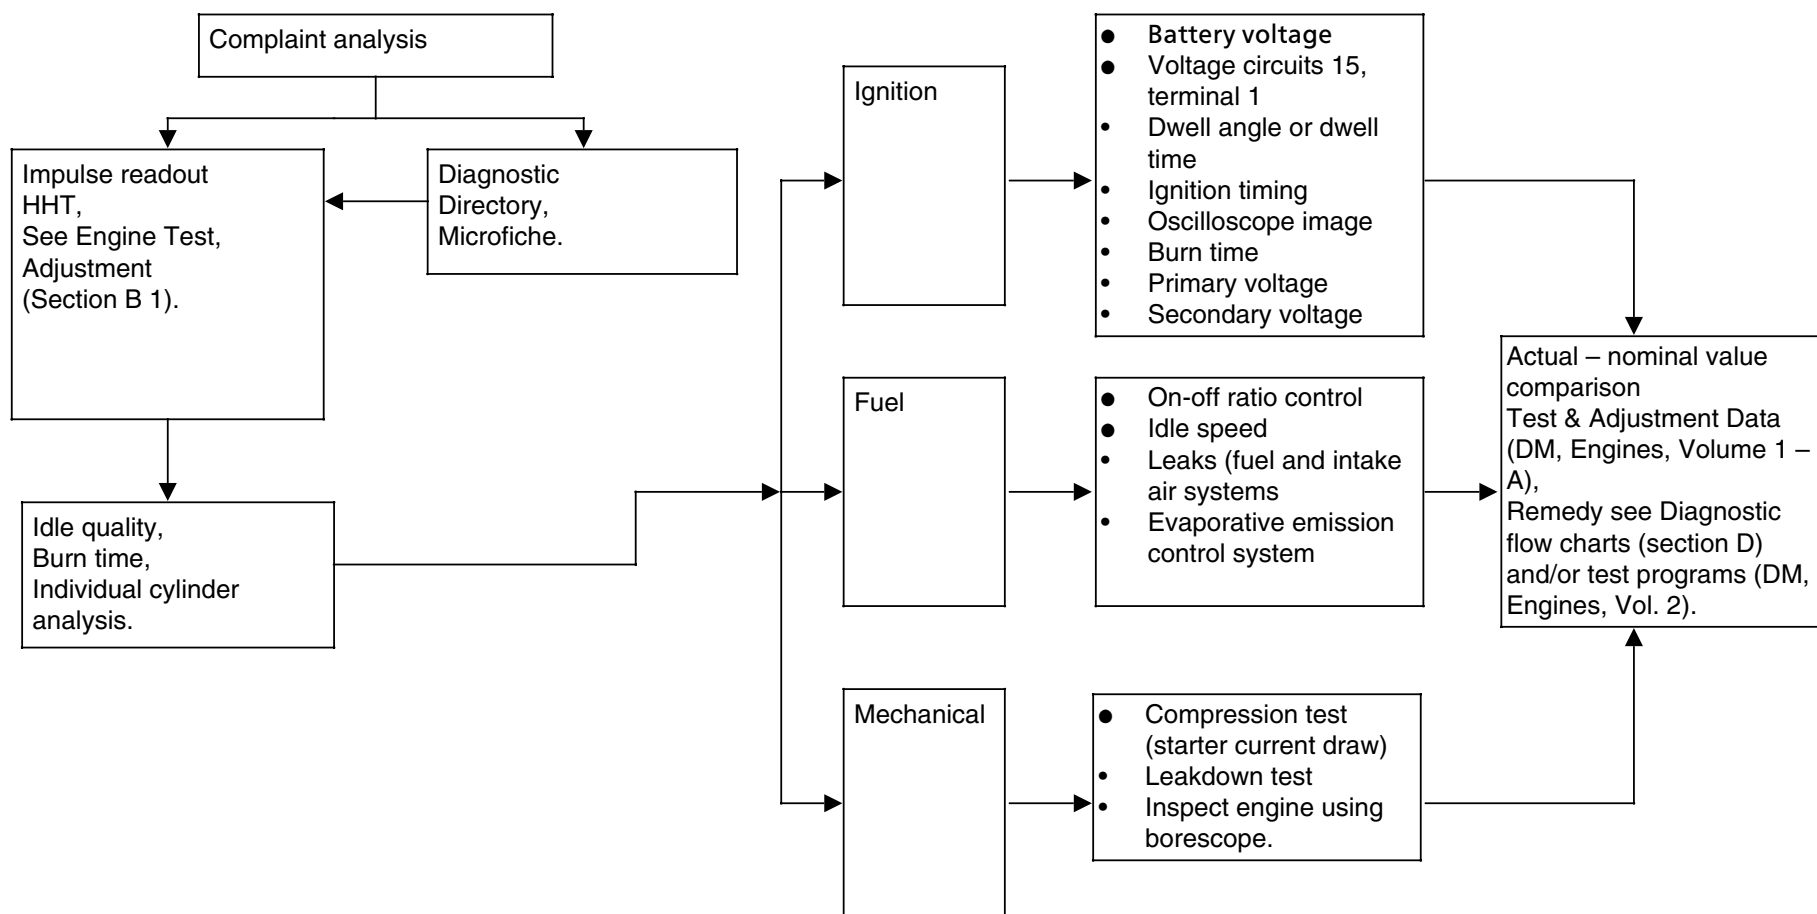 Complaint analysis
Impulse readout
HHT,
See Engine Test,
Adjustment
(Section B 1).
Diagnostic
Directory,
Microfiche.
Idle quality,
Burn time,
Individual cylinder
analysis.
Ignition
● Battery voltage
● Voltage circuits 15,
terminal 1
• Dwell angle or dwell
time
• Ignition timing
• Oscilloscope image
• Burn time
• Primary voltage
• Secondary voltage
Fuel
● On-off ratio control
● Idle speed
• Leaks (fuel and intake
air systems
• Evaporative emission
control system
Mechanical
● Compression test
(starter current draw)
• Leakdown test
• Inspect engine using
borescope.
Actual – nominal value
comparison
Test & Adjustment Data
(DM, Engines, Volume 1 –
A),
Remedy see Diagnostic
flow charts (section D)
and/or test programs (DM,
Engines, Vol. 2).